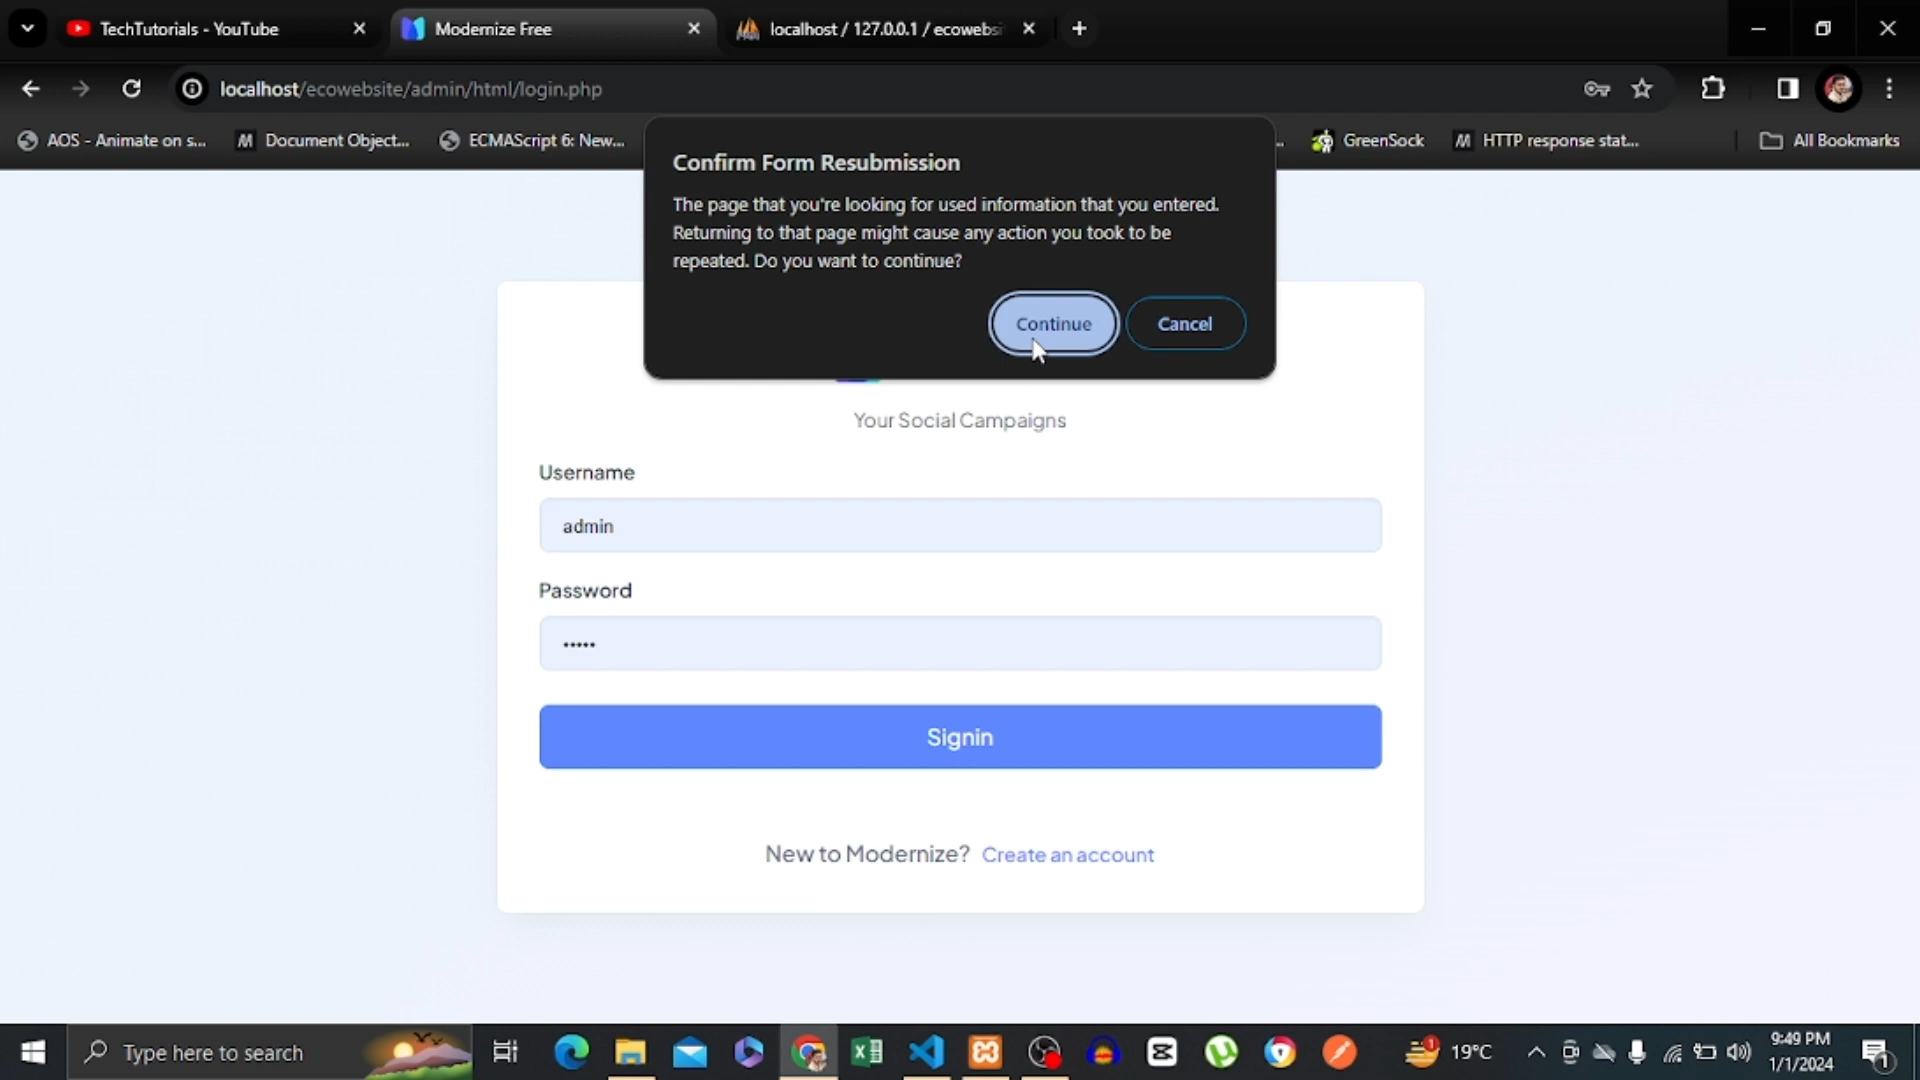 TechTutorials - YouTube
Modernize Free
localhost / 127.0.0.1 / ecowebsi
localhost/ecowebsite/admin/html/login.php
AOS - Animate on s...
Document Object...
ECMAScript 6: New...
...
GreenSock
HTTP response stat...
All Bookmarks
Confirm Form Resubmission
The page that you're looking for used information that you entered.
Returning to that page might cause any action you took to be
repeated. Do you want to continue?
Continue
Cancel
Your Social Campaigns
Username
admin
Password
•••••
Signin
New to Modernize? Create an account
Type here to search
1
19°C
9:49 PM
1/1/2024
1